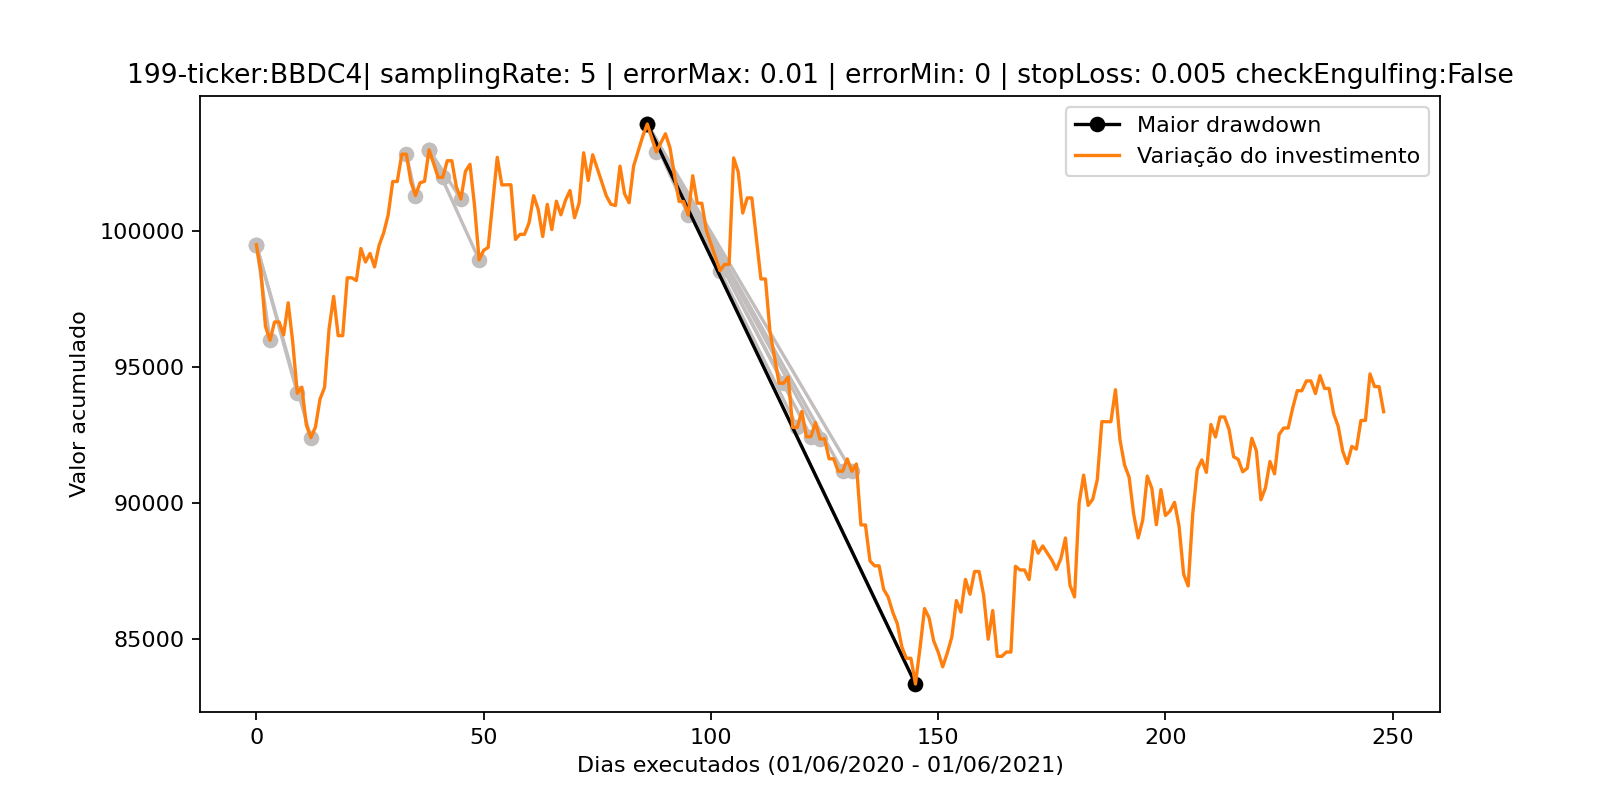 199-ticker:BBDC4| samplingRate: 5 | errorMax: 0.01 | errorMin: 0 | stopLoss: 0.005 checkEngulfing:False
Maior drawdown
Variação do investimento
Valor acumulado
100000
95000
90000
85000
0 50 100 150 200 250
Dias executados (01/06/2020 - 01/06/2021)